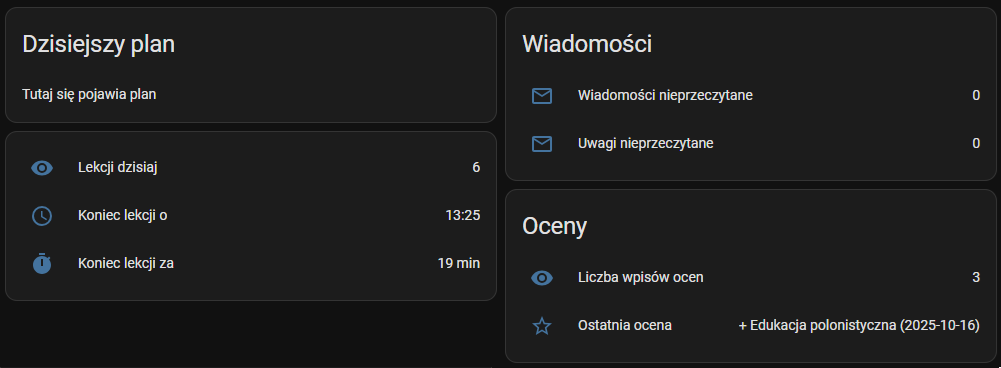 Dzisiejszy plan
Tutaj się pojawia plan
Lekcji dzisiaj 6
Koniec lekcji o 13:25
Koniec lekcji za 19 min
Wiadomości
Wiadomości nieprzeczytane 0
Uwagi nieprzeczytane 0
Oceny
Liczba wpisów ocen 3
Ostatnia ocena + Edukacja polonistyczna (2025-10-16)